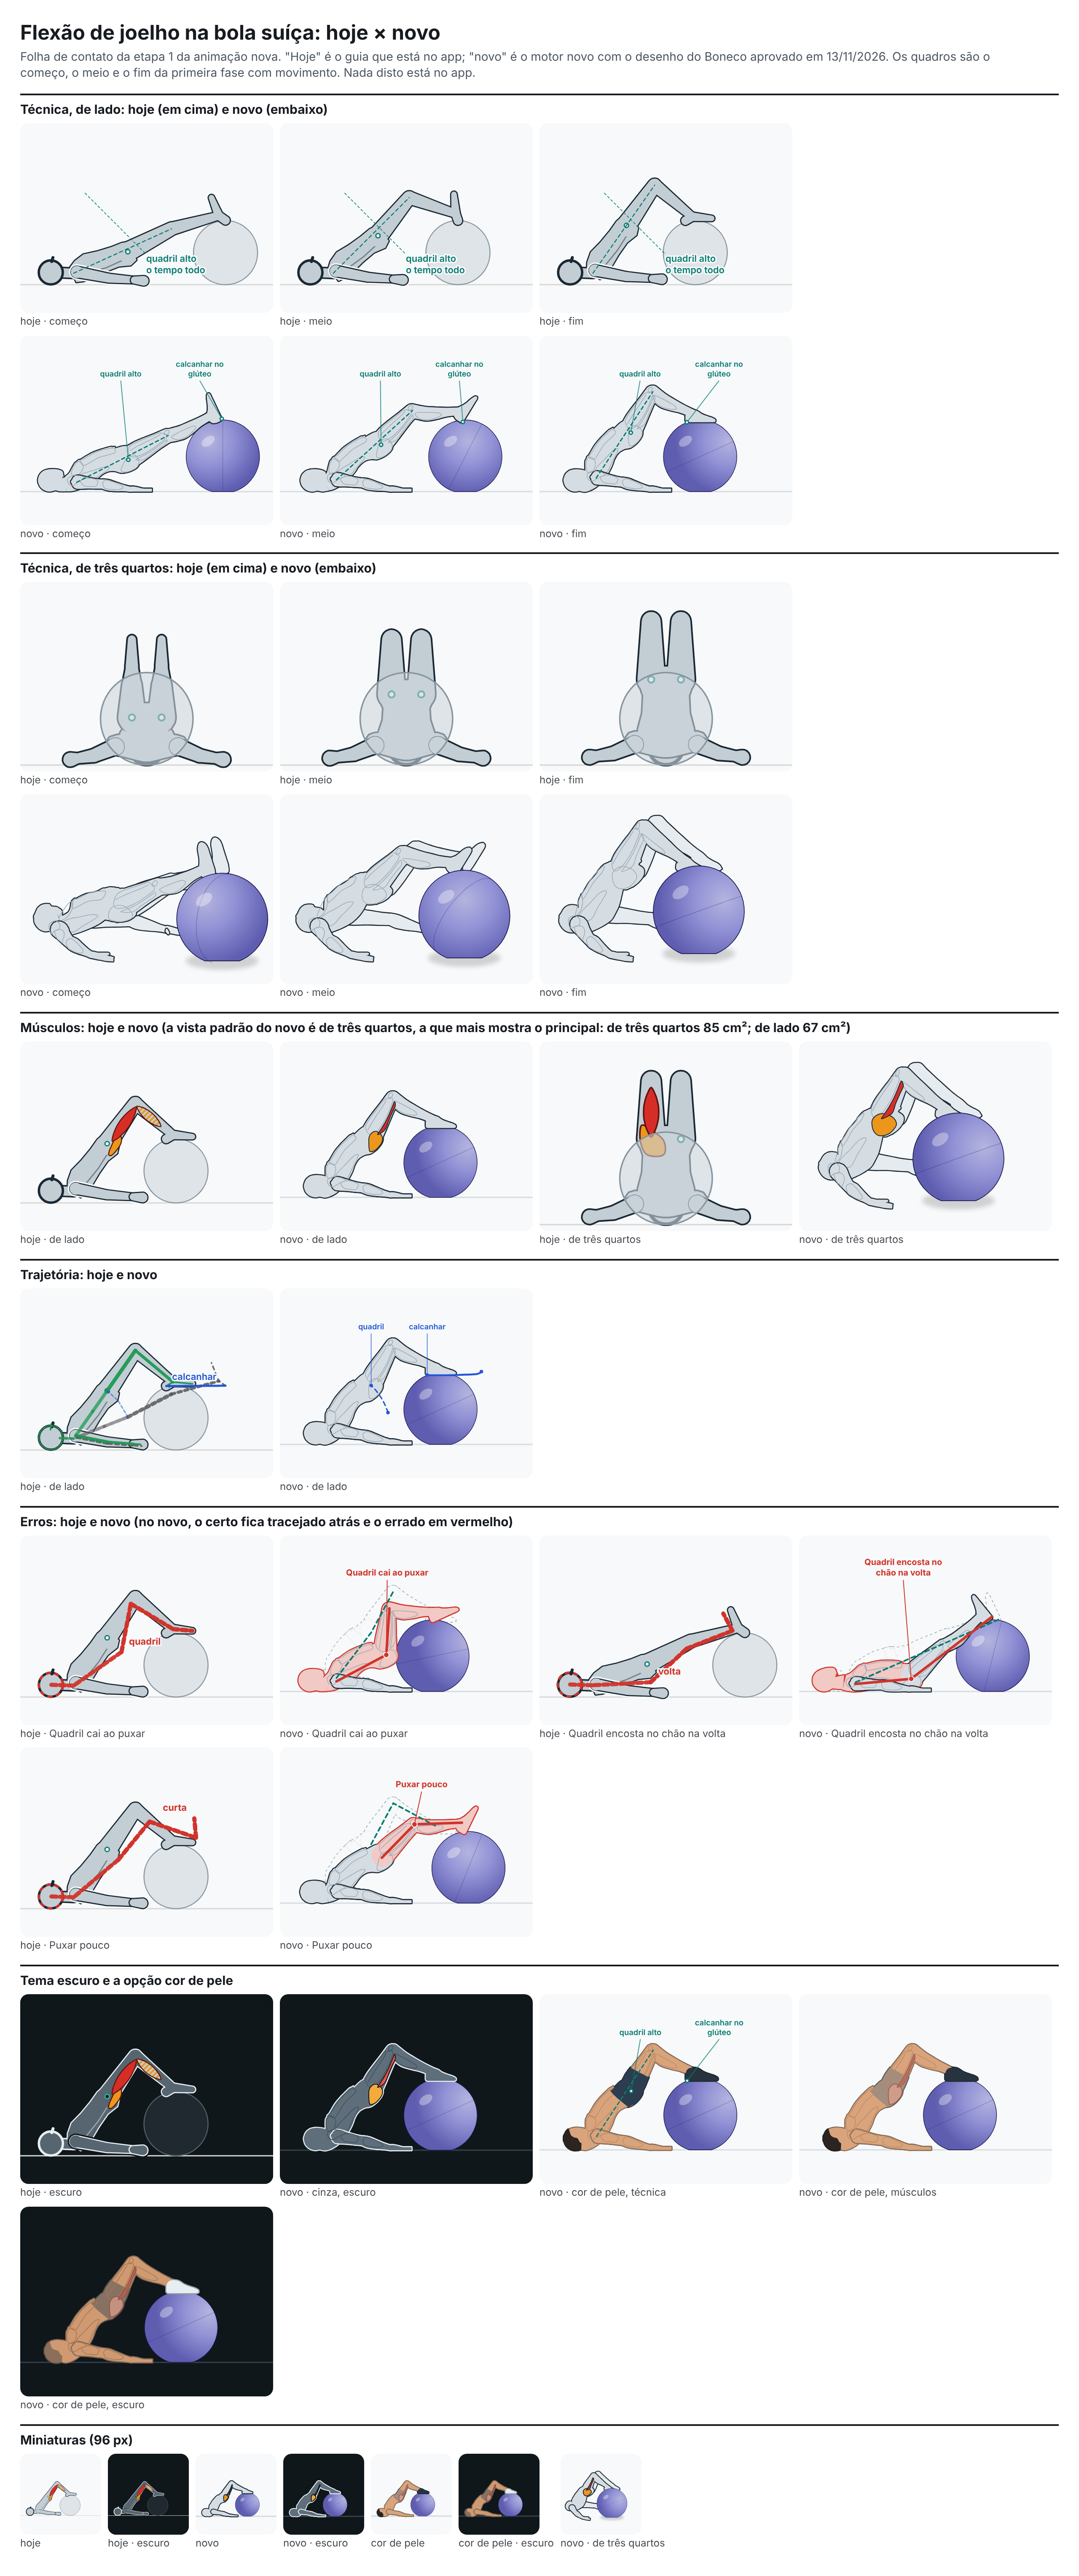 Flexão de joelho na bola suíça: hoje × novo
Folha de contato da etapa 1 da animação nova. "Hoje" é o guia que está no app; "novo" é o motor novo com o desenho do Boneco aprovado em 13/11/2026. Os quadros são o
começo, o meio e o fim da primeira fase com movimento. Nada disto está no app.
Técnica, de lado: hoje (em cima) e novo (embaixo)
quadril alto
o tempo todo
quadril alto
o tempo todo
quadril alto
o tempo todo
hoje · começo
hoje · meio
hoje · fim
quadril alto
calcanhar no
glúteo
quadril alto
calcanhar no
glúteo
quadril alto
calcanhar no
glúteo
novo · começo
novo · meio
novo · fim
Técnica, de três quartos: hoje (em cima) e novo (embaixo)
hoje · começo
hoje · meio
hoje · fim
novo · começo
novo · meio
novo · fim
Músculos: hoje e novo (a vista padrão do novo é de três quartos, a que mais mostra o principal: de três quartos 85 cm²; de lado 67 cm²)
hoje · de lado
novo · de lado
hoje · de três quartos
novo · de três quartos
Trajetória: hoje e novo
calcanhar
quadril
calcanhar
hoje · de lado
novo · de lado
Erros: hoje e novo (no novo, o certo fica tracejado atrás e o errado em vermelho)
quadril
Quadril cai ao puxar
volta
Quadril encosta no
chão na volta
hoje · Quadril cai ao puxar
novo · Quadril cai ao puxar
hoje · Quadril encosta no chão na volta
novo · Quadril encosta no chão na volta
curta
Puxar pouco
hoje · Puxar pouco
novo · Puxar pouco
Tema escuro e a opção cor de pele
quadril alto
calcanhar no
glúteo
hoje · escuro
novo · cinza, escuro
novo · cor de pele, técnica
novo · cor de pele, músculos
novo · cor de pele, escuro
Miniaturas (96 px)
hoje
hoje · escuro
novo
novo · escuro
cor de pele
cor de pele · escuro
novo · de três quartos